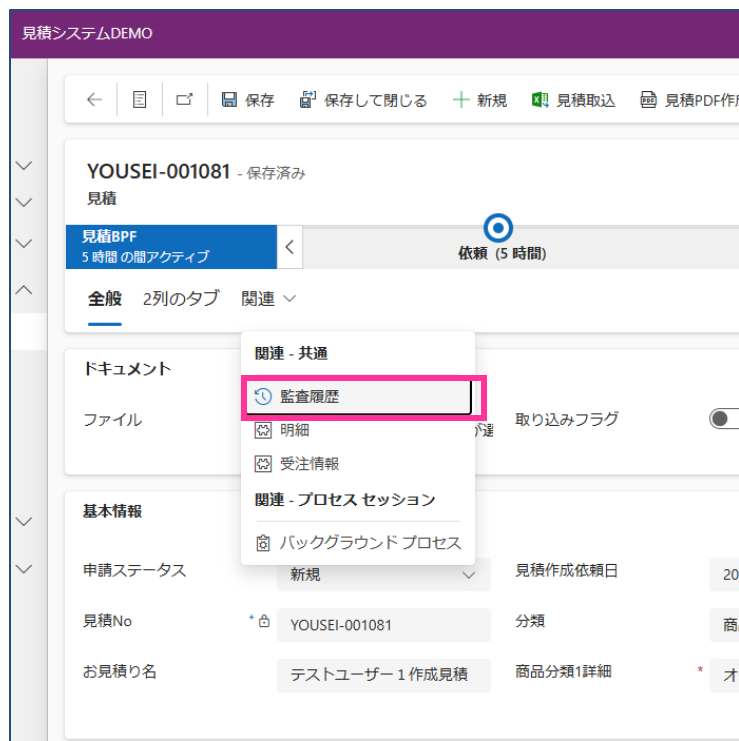 見積システムDEMO
保存 保存して閉じる 新規 見積取込 見積PDF作成
YOUSEI-001081 - 保存済み
見積
見積BPF
5 時間 の間アクティブ
依頼 (5 時間)
全般 2列のタブ 関連
関連 - 共通
ドキュメント
監査履歴
ファイル
取り込みフラグ
明細
が選
受注情報
関連 - プロセス セッション
基本情報
バックグラウンド プロセス
申請ステータス 新規 見積作成依頼日 20
見積No * YOUSEI-001081 分類 商
お見積り名 テストユーザー１作成見積 商品分類1詳細 * オ